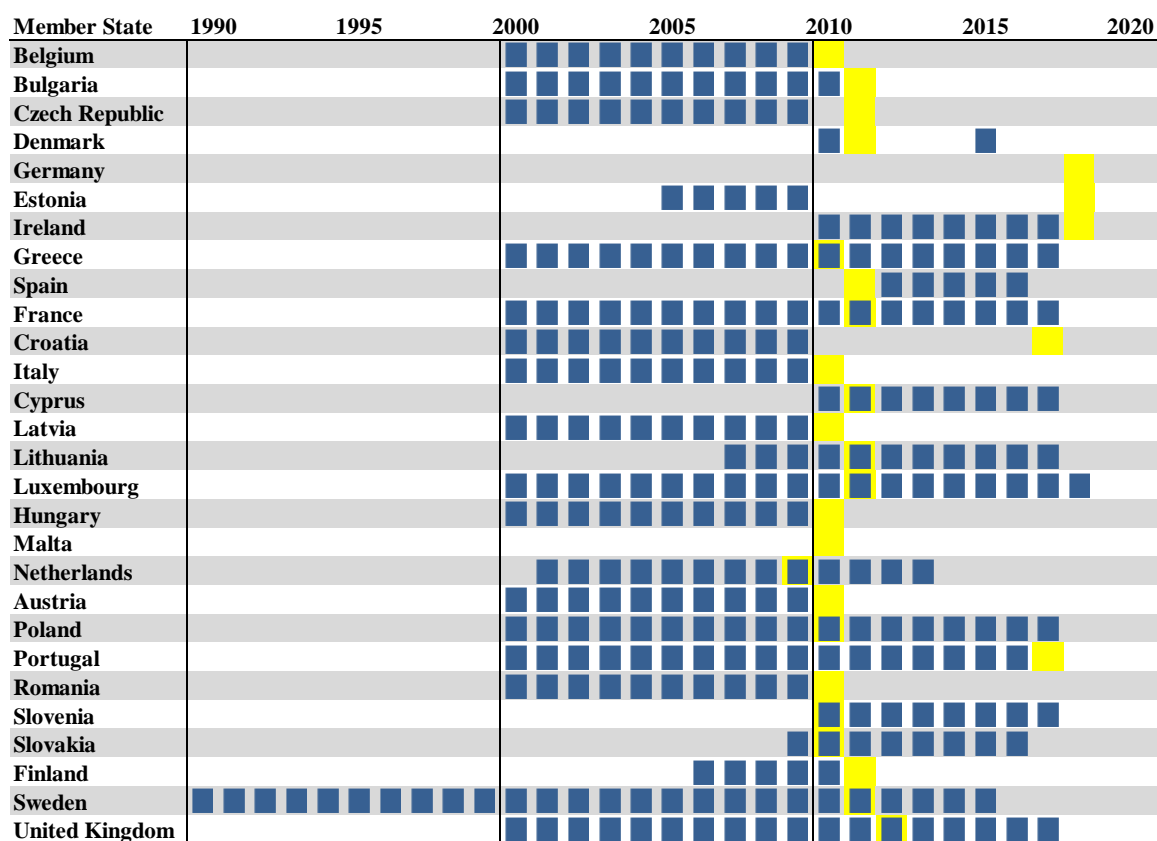 Member State 1990 1995 2000 2005 2010 2015 2020
Belgium
Bulgaria
Czech Republic
Denmark
Germany
Estonia
Ireland
Greece
Spain
France
Croatia
Italy
Cyprus
Latvia
Lithuania
Luxembourg
Hungary
Malta
Netherlands
Austria
Poland
Portugal
Romania
Slovenia
Slovakia
Finland
Sweden
United Kingdom